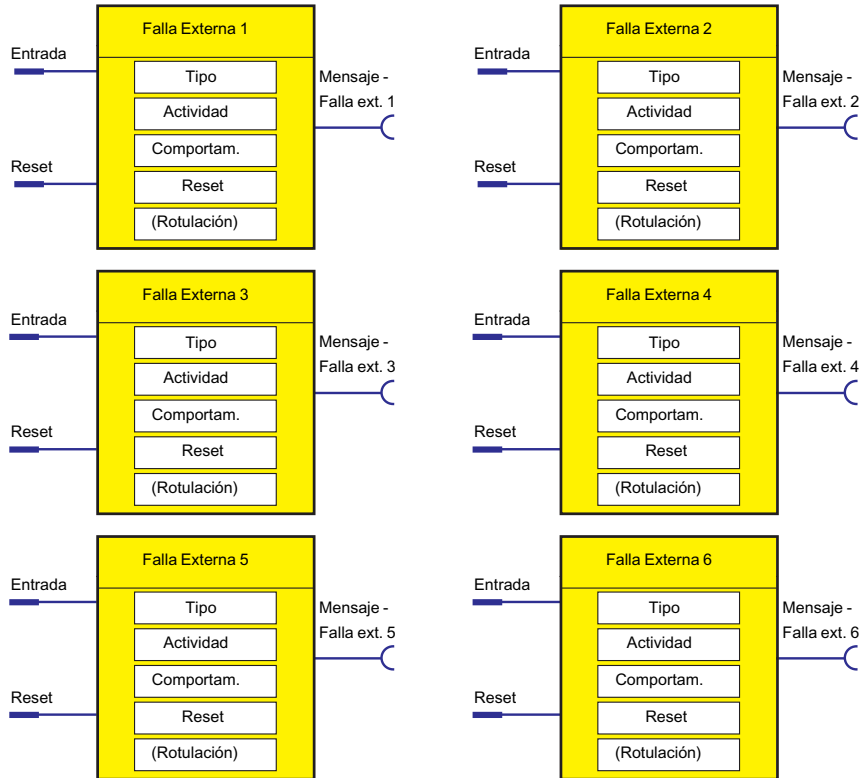 Falla Externa 1
Entrada
Tipo
Mensaje -
Actividad
Falla ext. 1
Comportam.
Reset
Reset
(Rotulación)
Falla Externa 2
Entrada
Tipo
Mensaje -
Actividad
Falla ext. 2
Comportam.
Reset
Reset
(Rotulación)
Falla Externa 3
Entrada
Tipo
Mensaje -
Actividad
Falla ext. 3
Comportam.
Reset
Reset
(Rotulación)
Falla Externa 4
Entrada
Tipo
Mensaje -
Actividad
Falla ext. 4
Comportam.
Reset
Reset
(Rotulación)
Falla Externa 5
Entrada
Tipo
Mensaje -
Actividad
Falla ext. 5
Comportam.
Reset
Reset
(Rotulación)
Falla Externa 6
Entrada
Tipo
Mensaje -
Actividad
Falla ext. 6
Comportam.
Reset
Reset
(Rotulación)